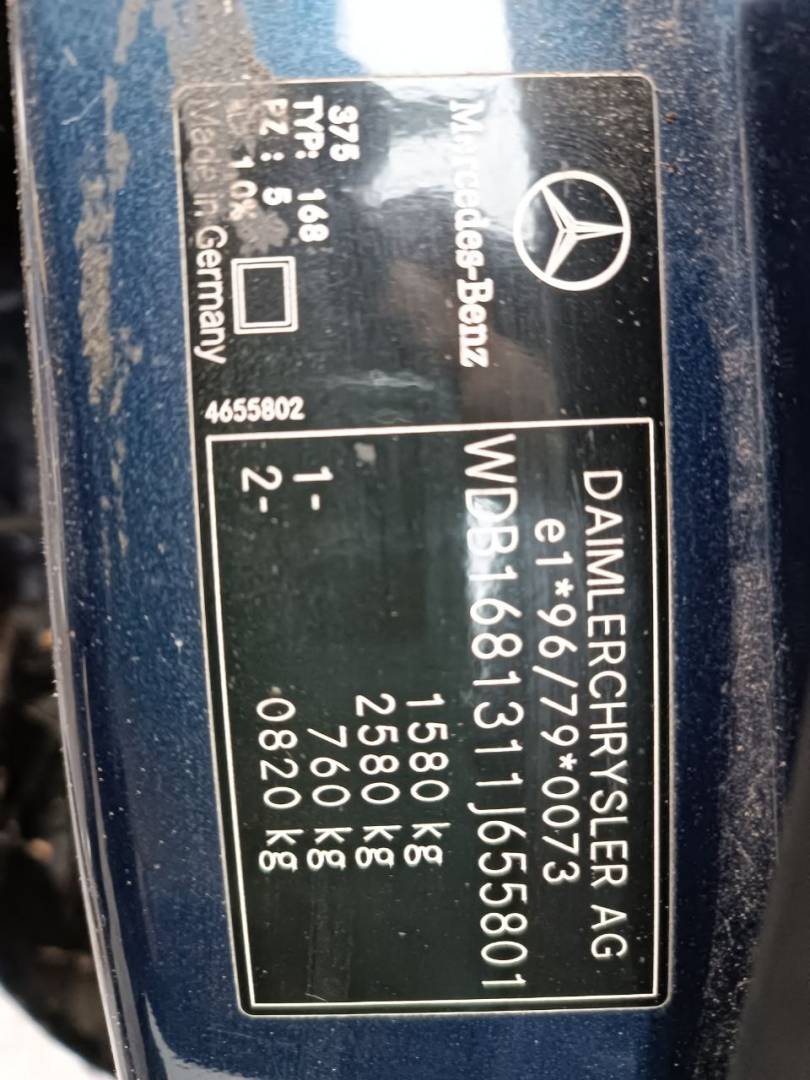 Mercedes-Benz
375
TYP: 168
PZ : 5
10%
Made in Germany
4655802
DAIMLERCHRYSLER AG
e1*96/79*0073
WDB1681311J655801
1580 kg
2580 kg
1- 760 kg
2- 0820 kg